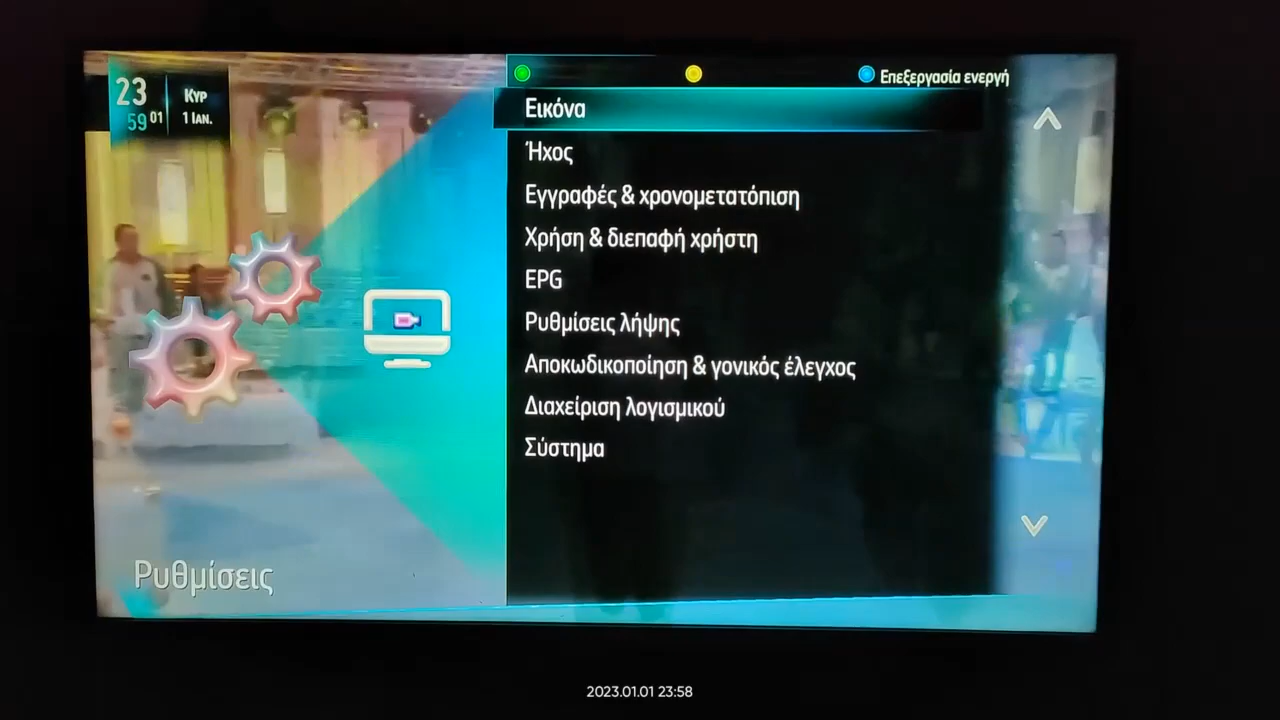 23
59 01
Κυρ
1 Ιαν.
Επεξεργασία ενεργή
Εικόνα
Ήχος
Εγγραφές & χρονομετατόπιση
Χρήση & διεπαφή χρήστη
EPG
Ρυθμίσεις λήψης
Αποκωδικοποίηση & γονικός έλεγχος
Διαχείριση λογισμικού
Σύστημα
Ρυθμίσεις
2023.01.01 23:58